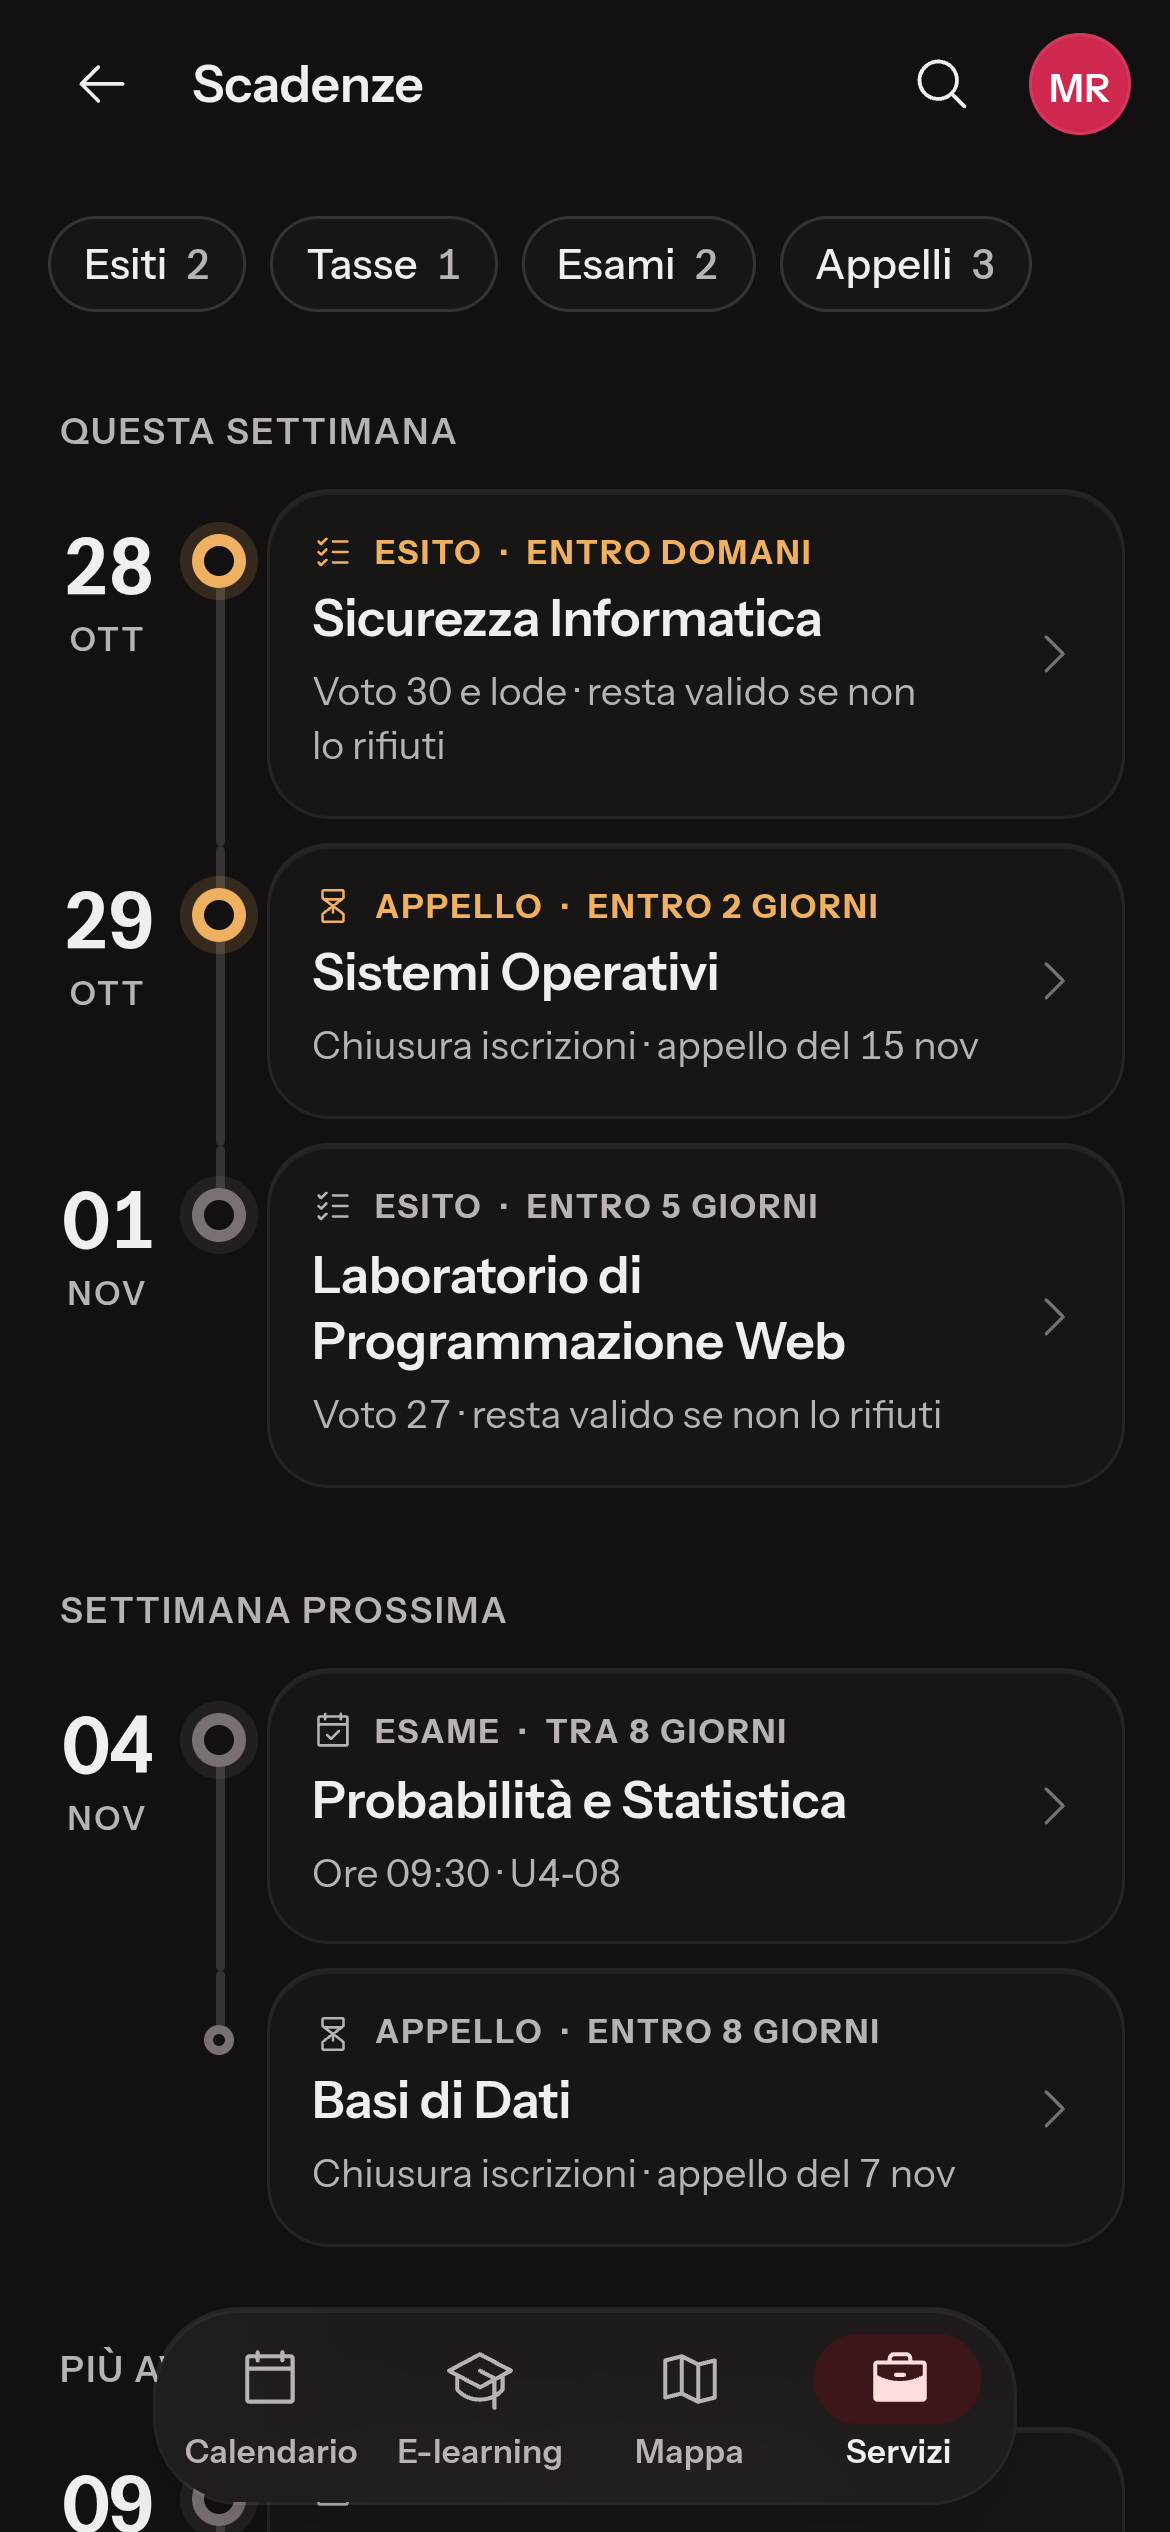 Scadenze
MR
Esiti 2
Tasse 1
Esami 2
Appelli 3
QUESTA SETTIMANA
28
OTT
ESITO · ENTRO DOMANI
Sicurezza Informatica
Voto 30 e lode · resta valido se non
lo rifiuti
29
OTT
APPELLO · ENTRO 2 GIORNI
Sistemi Operativi
Chiusura iscrizioni · appello del 15 nov
01
NOV
ESITO · ENTRO 5 GIORNI
Laboratorio di
Programmazione Web
Voto 27 · resta valido se non lo rifiuti
SETTIMANA PROSSIMA
04
NOV
ESAME · TRA 8 GIORNI
Probabilità e Statistica
Ore 09:30 · U4-08
APPELLO · ENTRO 8 GIORNI
Basi di Dati
Chiusura iscrizioni · appello del 7 nov
PIÙ
09
Calendario
E-learning
Mappa
Servizi